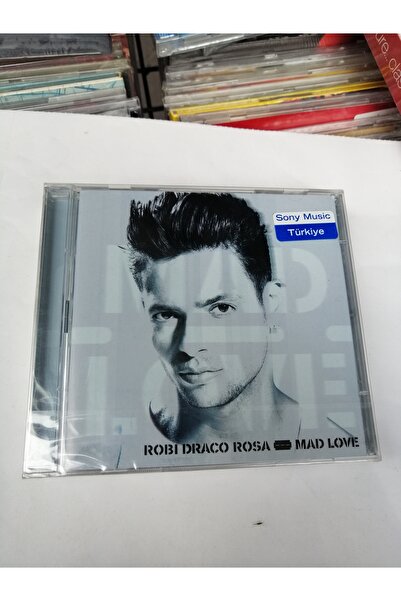 Sony Music
Türkiye
MAD
LOVE
ROBI DRACO ROSA MAD LOVE